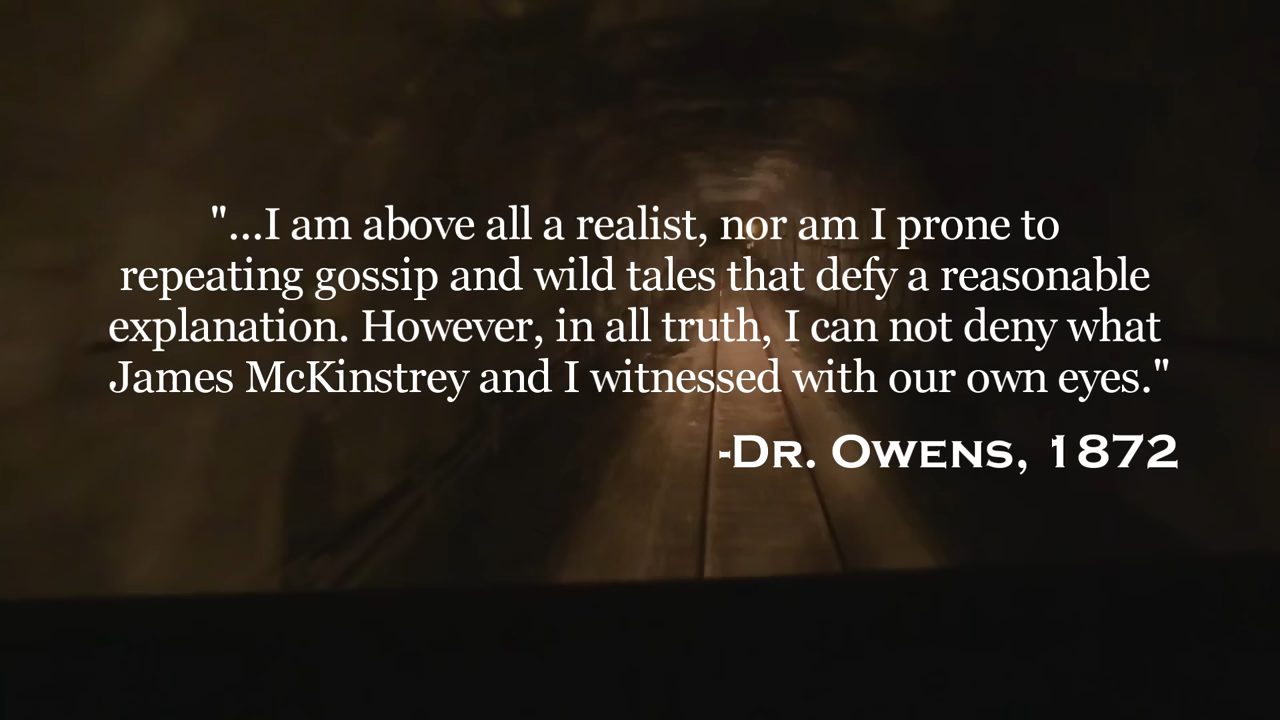 "...I am above all a realist, nor am I prone to
repeating gossip and wild tales that defy a reasonable
explanation. However, in all truth, I can not deny what
James McKinstrey and I witnessed with our own eyes."
-Dr. Owens, 1872